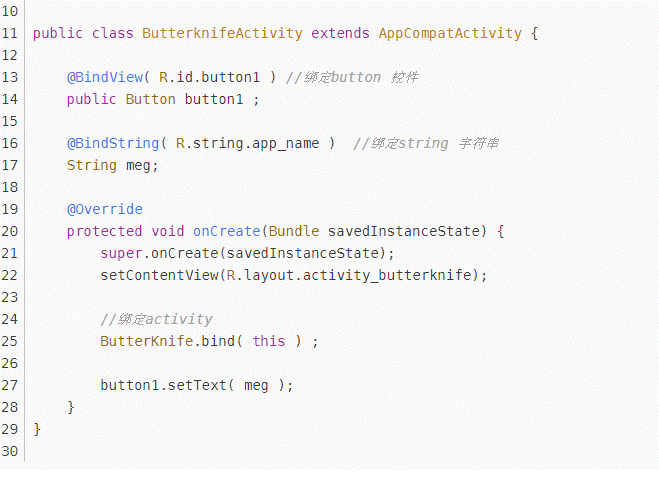 10
11 public class ButterknifeActivity extends AppCompatActivity {
12
13     @BindView( R.id.button1 ) //绑定button 控件
14     public Button button1 ;
15
16     @BindString( R.string.app_name )  //绑定string 字符串
17     String meg;
18
19     @Override
20     protected void onCreate(Bundle savedInstanceState) {
21         super.onCreate(savedInstanceState);
22         setContentView(R.layout.activity_butterknife);
23
24         //绑定activity
25         ButterKnife.bind( this ) ;
26
27         button1.setText( meg );
28     }
29 }
30